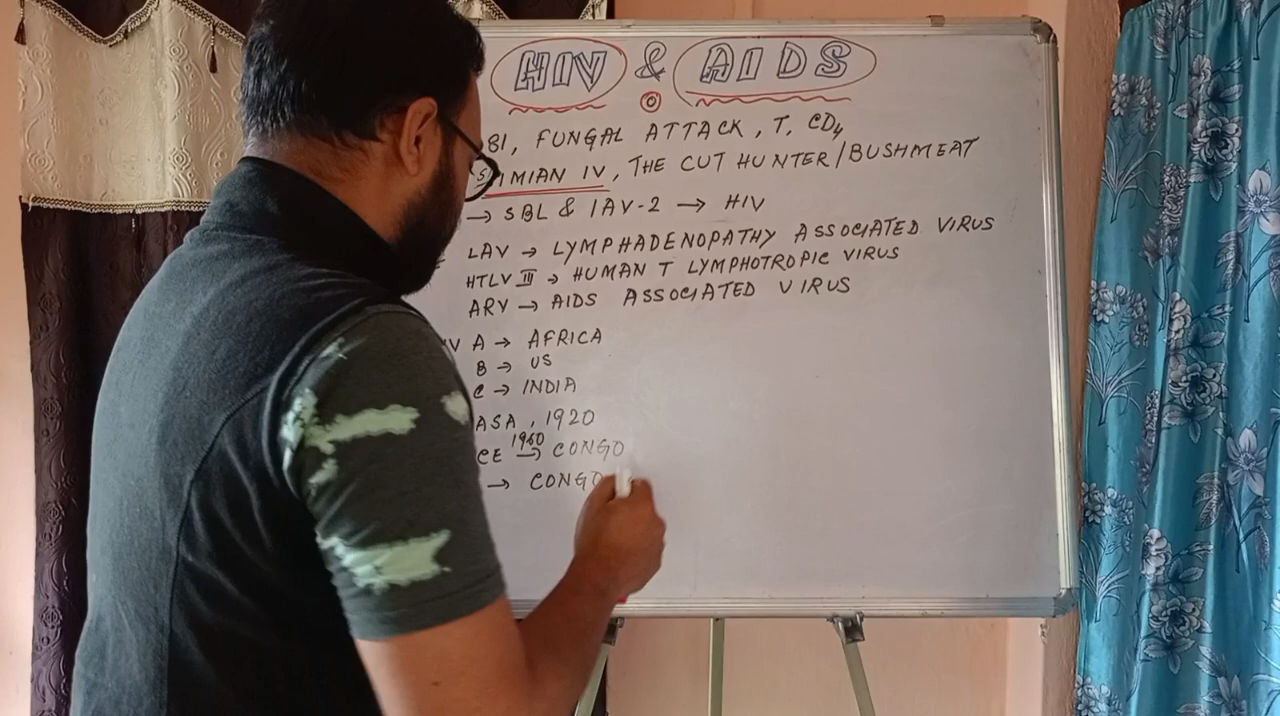 HIV & AIDS
81, FUNGAL ATTACK, T, CD4
SIMIAN IV, THE CUT HUNTER/BUSHMEAT
→ SBL & IAV-2 → HIV
LAV → LYMPHADENOPATHY ASSOCIATED VIRUS
HTLV III → HUMAN T LYMPHOTROPIC VIRUS
ARV → AIDS ASSOCIATED VIRUS
V A → AFRICA
B → US
C → INDIA
ASA, 1920
CE 1960 → CONGO
→ CONGO